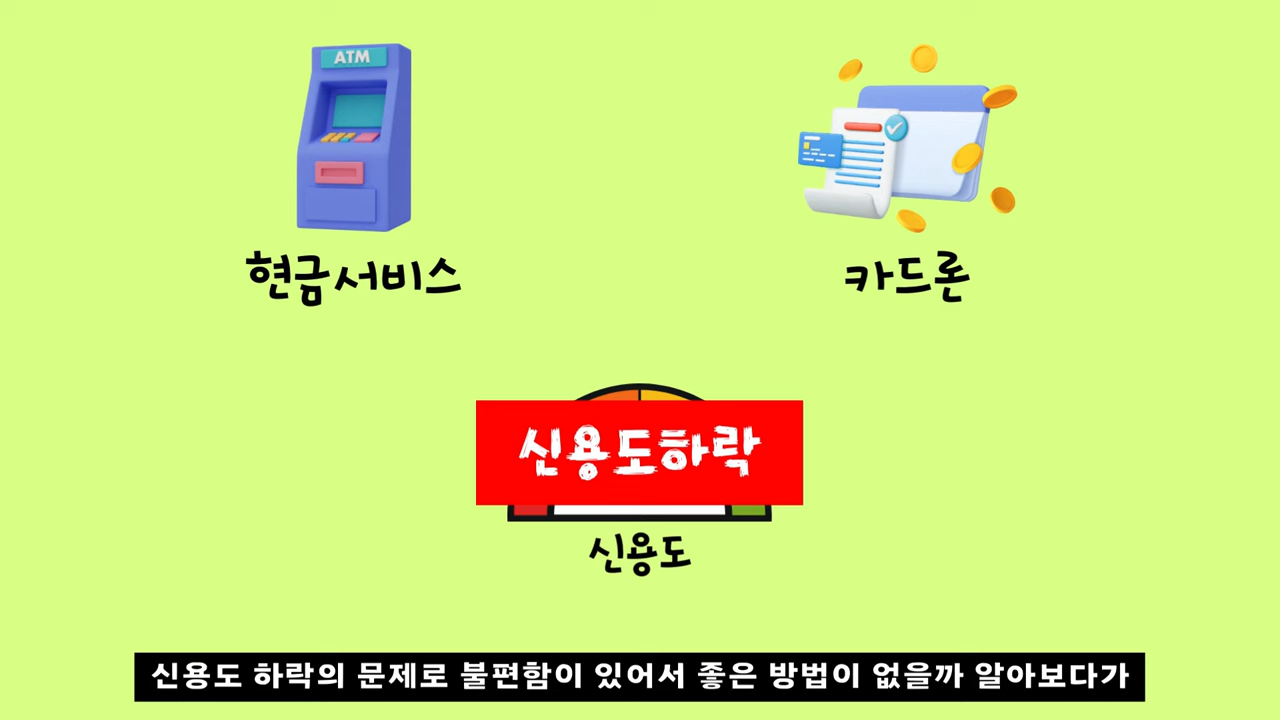 ATM
현금서비스
카드론
신용도하락
신용도
신용도 하락의 문제로 불편함이 있어서 좋은 방법이 없을까 알아보다가